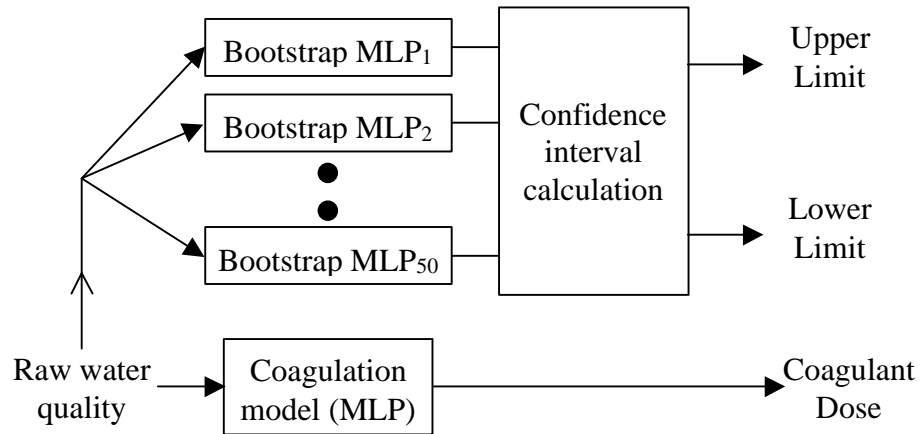 Bootstrap MLP₁
Bootstrap MLP₂
Bootstrap MLP₅₀
Confidence
interval
calculation
Upper
Limit
Lower
Limit
Raw water
quality
Coagulation
model (MLP)
Coagulant
Dose